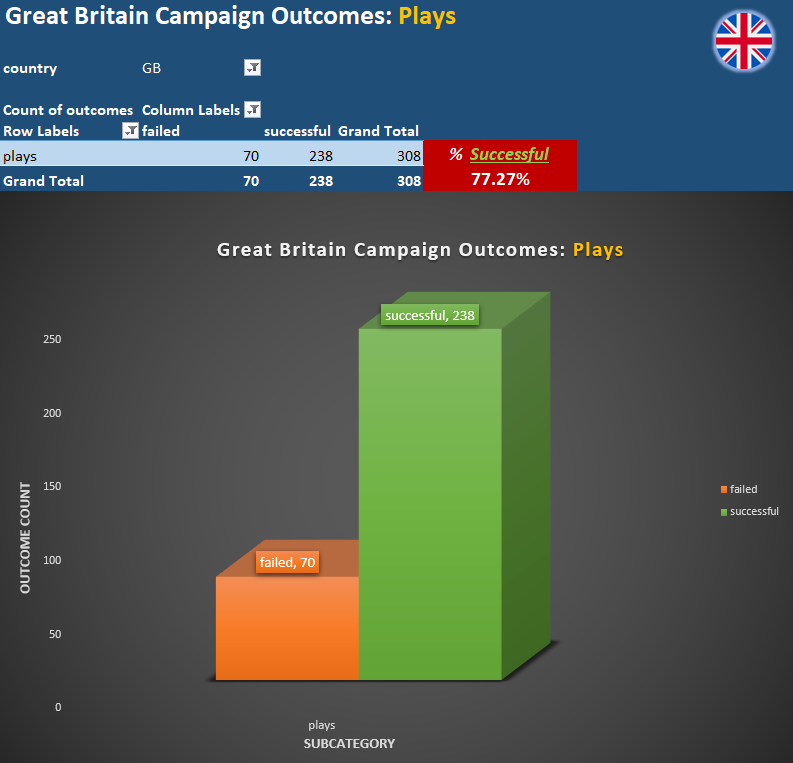 Great Britain Campaign Outcomes: Plays
country GB
Count of outcomes Column Labels
Row Labels failed successful Grand Total
plays 70 238 308
Grand Total 70 238 308
% Successful
77.27%
Great Britain Campaign Outcomes: Plays
250
200
150
100
50
0
OUTCOME COUNT
successful, 238
failed, 70
failed
successful
plays
SUBCATEGORY